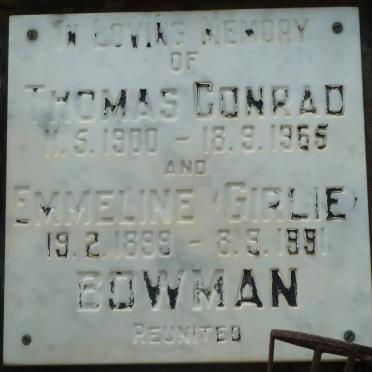 IN LOVING MEMORY
OF
THOMAS CONRAD
11.5.1900 - 18.9.1965
AND
EMMELINE (GIRLIE)
19.2.1899 - 8.9.1991
BOWMAN
REUNITED